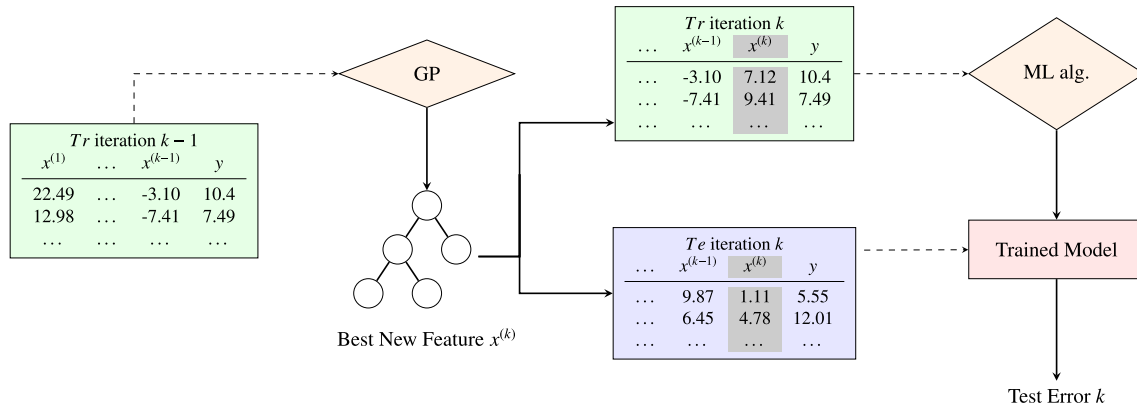 Tr iteration k − 1
x^(1) ... x^(k−1) y
22.49 ... -3.10 10.4
12.98 ... -7.41 7.49
... ... ... ...
GP
Best New Feature x^(k)
Tr iteration k
... x^(k−1) x^(k) y
... -3.10 7.12 10.4
... -7.41 9.41 7.49
... ... ... ...
Te iteration k
... x^(k−1) x^(k) y
... 9.87 1.11 5.55
... 6.45 4.78 12.01
... ... ... ...
ML alg.
Trained Model
Test Error k